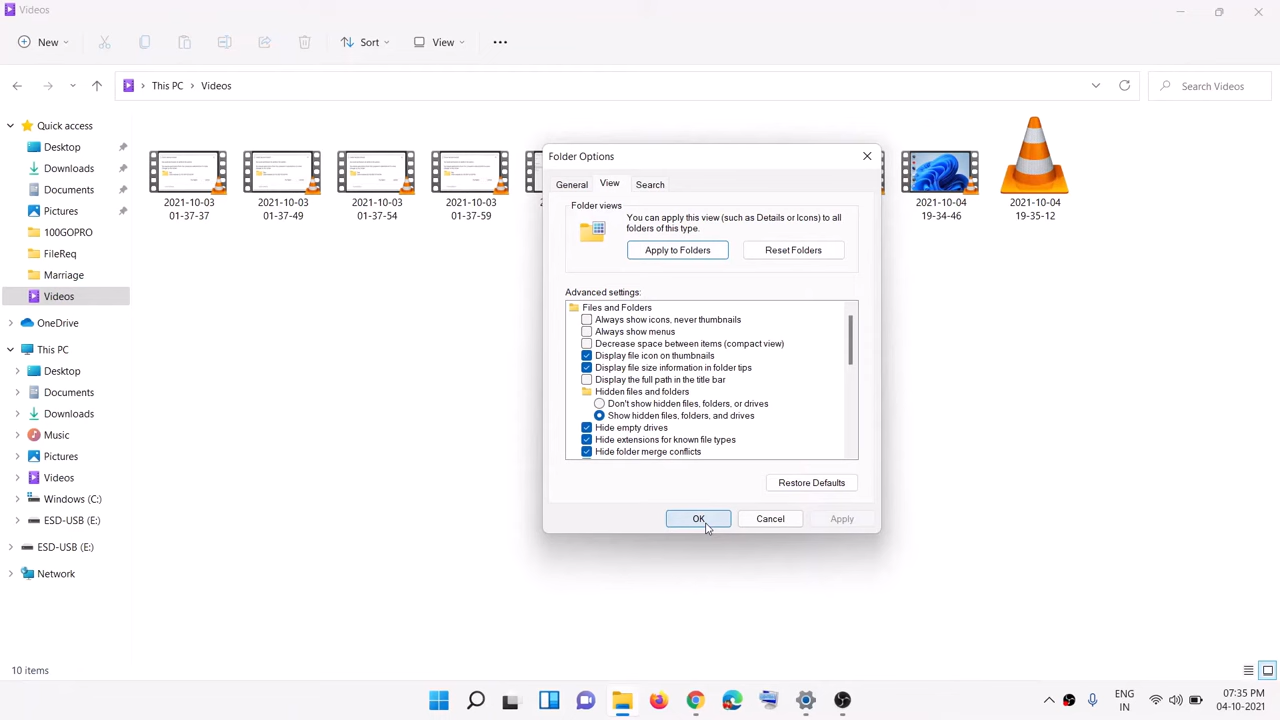 Videos
New
Sort
View
This PC
Videos
Search Videos
Quick access
Desktop
Downloads
Documents
Pictures
100GOPRO
FileReq
Marriage
Videos
OneDrive
This PC
Desktop
Documents
Downloads
Music
Pictures
Videos
Windows (C:)
ESD-USB (E:)
ESD-USB (E:)
Network
2021-10-03
01-37-37
2021-10-03
01-37-49
2021-10-03
01-37-54
2021-10-03
01-37-59
2021-10-04
19-34-46
2021-10-04
19-35-12
Folder Options
General
View
Search
Folder views
You can apply this view (such as Details or Icons) to all
folders of this type.
Apply to Folders
Reset Folders
Advanced settings:
Files and Folders
Always show icons, never thumbnails
Always show menus
Decrease space between items (compact view)
Display file icon on thumbnails
Display file size information in folder tips
Display the full path in the title bar
Hidden files and folders
Don't show hidden files, folders, or drives
Show hidden files, folders, and drives
Hide empty drives
Hide extensions for known file types
Hide folder merge conflicts
Restore Defaults
OK
Cancel
Apply
10 items
ENG
IN
07:35 PM
04-10-2021